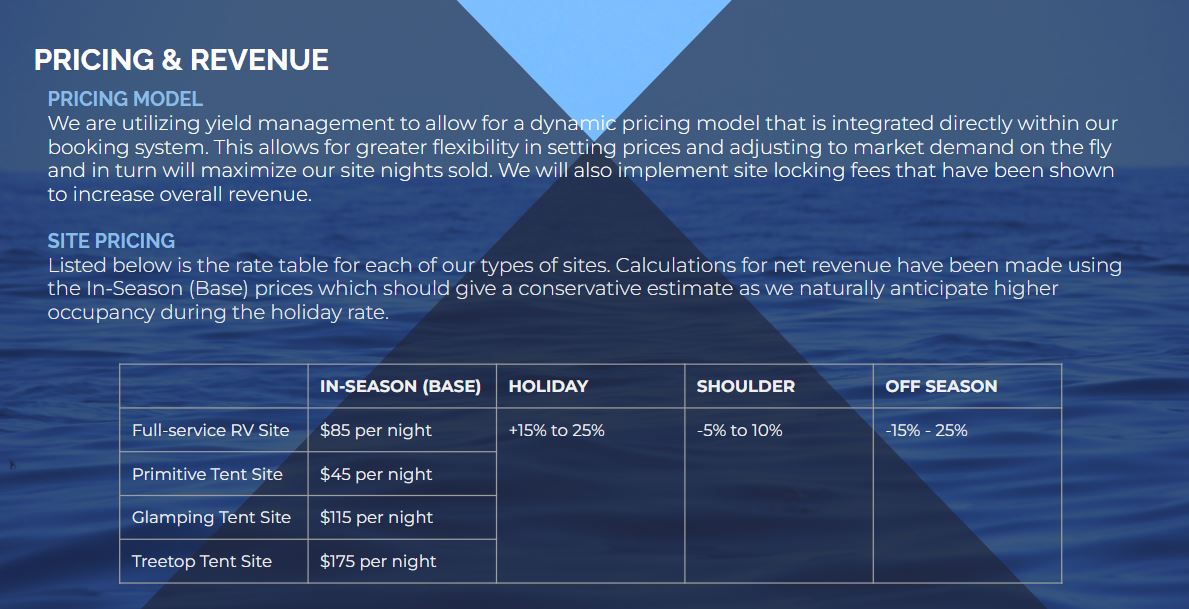 PRICING & REVENUE
PRICING MODEL
We are utilizing yield management to allow for a dynamic pricing model that is integrated directly within our
booking system. This allows for greater flexibility in setting prices and adjusting to market demand on the fly
and in turn will maximize our site nights sold. We will also implement site locking fees that have been shown
to increase overall revenue.
SITE PRICING
Listed below is the rate table for each of our types of sites. Calculations for net revenue have been made using
the In-Season (Base) prices which should give a conservative estimate as we naturally anticipate higher
occupancy during the holiday rate.
IN-SEASON (BASE) HOLIDAY SHOULDER OFF SEASON
Full-service RV Site $85 per night +15% to 25% -5% to 10% -15% - 25%
Primitive Tent Site $45 per night
Glamping Tent Site $115 per night
Treetop Tent Site $175 per night